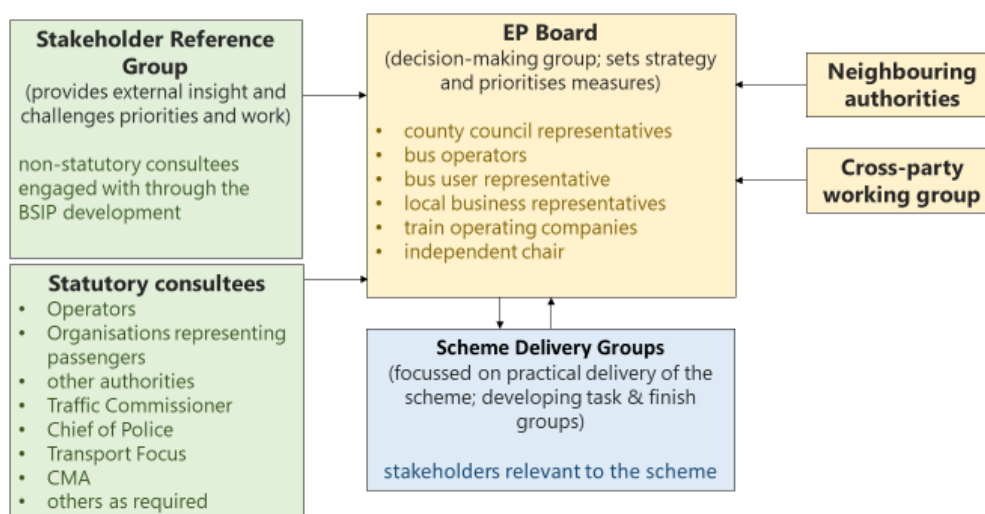 Stakeholder Reference
Group
(provides external insight and
challenges priorities and work)
non-statutory consultees
engaged with through the
BSIP development
Statutory consultees
• Operators
• Organisations representing
passengers
• other authorities
• Traffic Commissioner
• Chief of Police
• Transport Focus
• CMA
• others as required
EP Board
(decision-making group; sets strategy
and prioritises measures)
• county council representatives
• bus operators
• bus user representative
• local business representatives
• train operating companies
• independent chair
Scheme Delivery Groups
(focussed on practical delivery of the
scheme; developing task & finish
groups)
stakeholders relevant to the scheme
Neighbouring
authorities
Cross-party
working group